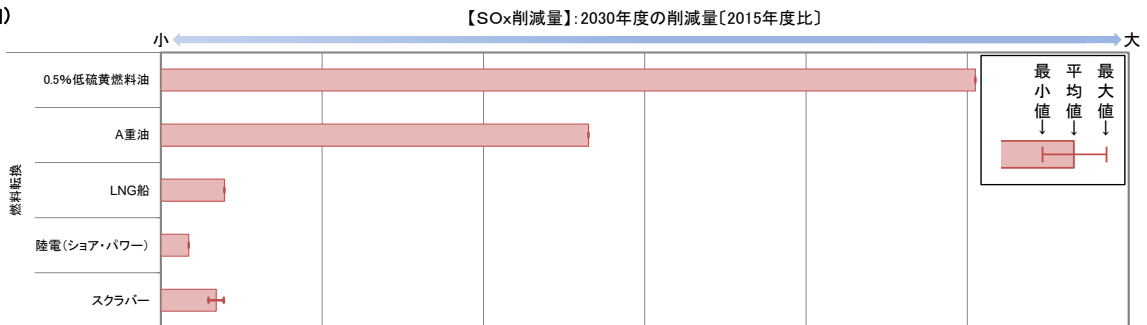 【SOx削減量】：2030年度の削減量〔2015年度比〕
小
大
0.5%低硫黄燃料油
A重油
LNG船
陸電（ショア・パワー）
スクラバー
燃料転換
最小値↓
平均値↓
最大値↓